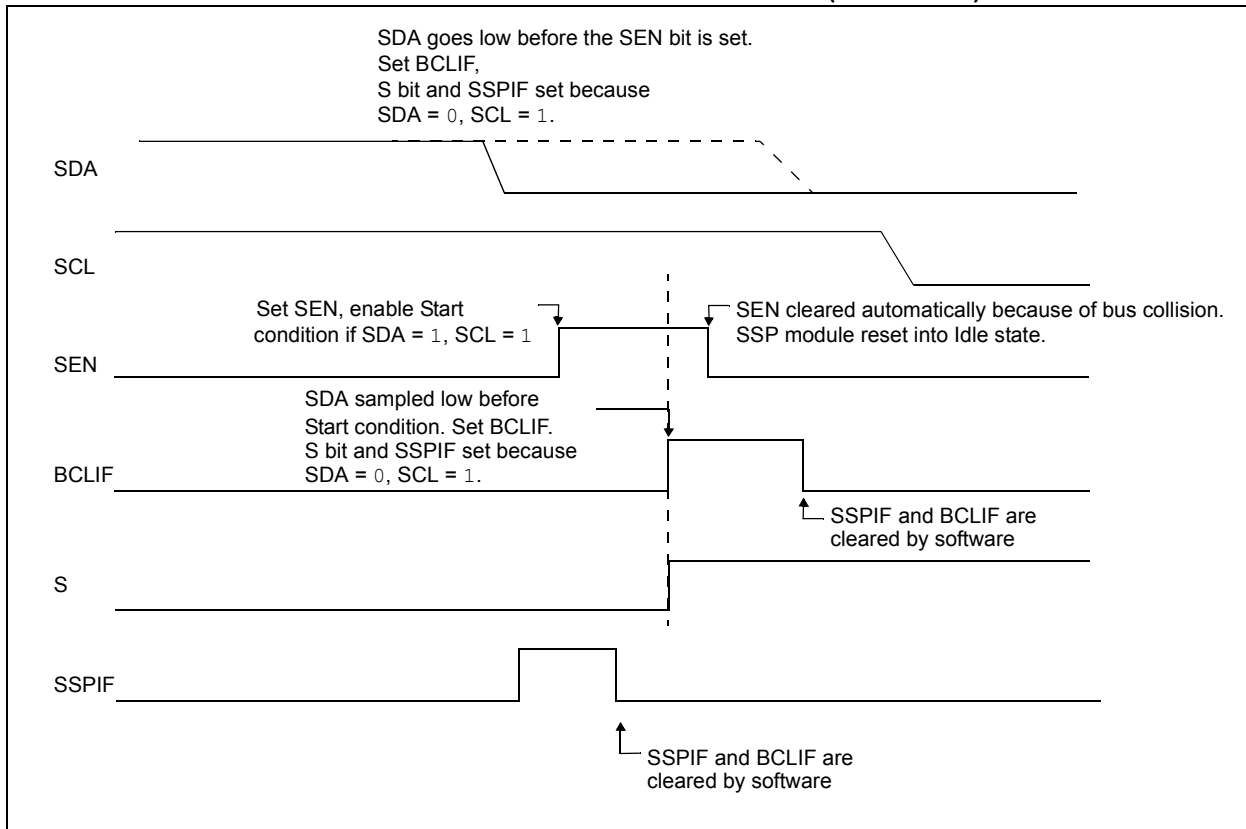 SDA goes low before the SEN bit is set.
Set BCLIF,
S bit and SSPIF set because
SDA = 0, SCL = 1.
SDA
SCL
Set SEN, enable Start
condition if SDA = 1, SCL = 1
SEN cleared automatically because of bus collision.
SSP module reset into Idle state.
SEN
SDA sampled low before
Start condition. Set BCLIF.
S bit and SSPIF set because
SDA = 0, SCL = 1.
BCLIF
SSPIF and BCLIF are
cleared by software
S
SSPIF
SSPIF and BCLIF are
cleared by software